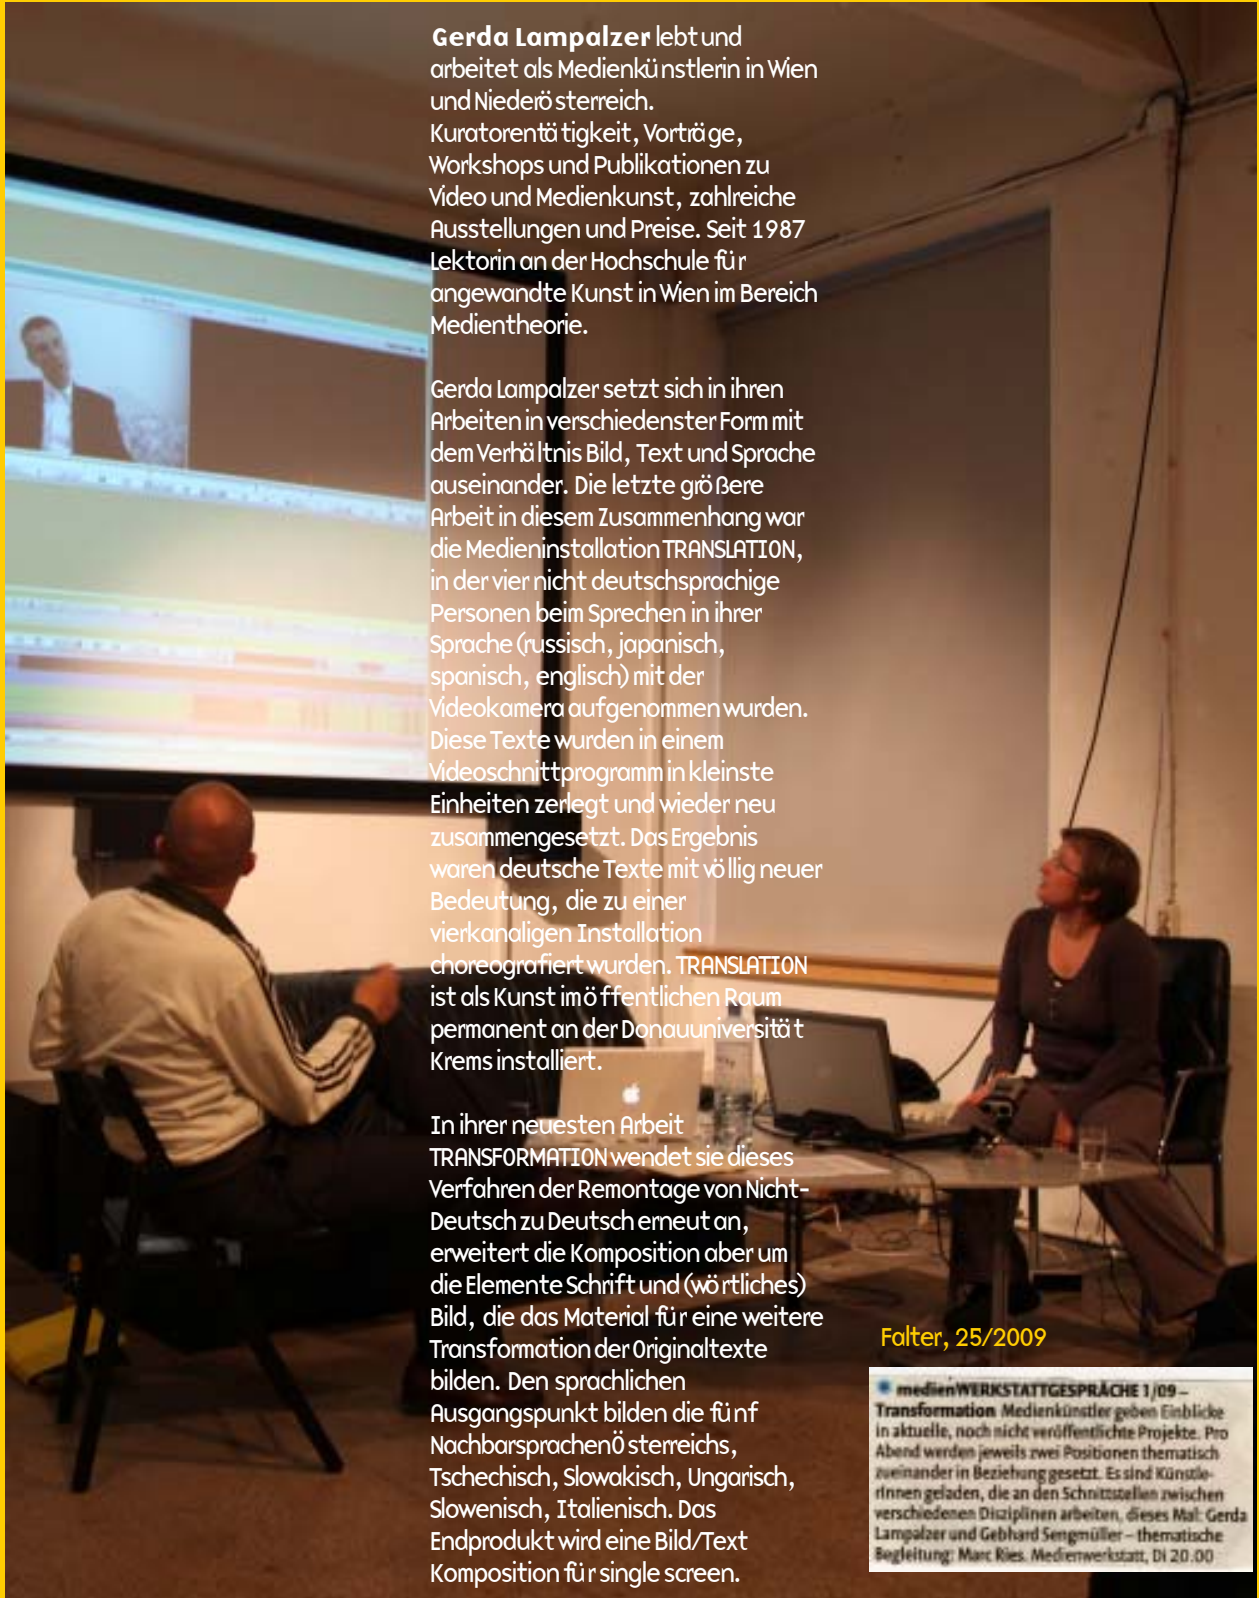 Gerda Lampalzer lebt und
arbeitet als Medienkünstlerin in Wien
und Niederösterreich.
Kuratorentätigkeit, Vorträge,
Workshops und Publikationen zu
Video und Medienkunst, zahlreiche
Ausstellungen und Preise. Seit 1987
Lektorin an der Hochschule für
angewandte Kunst in Wien im Bereich
Medientheorie.
Gerda Lampalzer setzt sich in ihren
Arbeiten in verschiedenster Form mit
dem Verhältnis Bild, Text und Sprache
auseinander. Die letzte größere
Arbeit in diesem Zusammenhang war
die Medieninstallation TRANSLATION,
in der vier nicht deutschsprachige
Personen beim Sprechen in ihrer
Sprache (russisch, japanisch,
spanisch, englisch) mit der
Videokamera aufgenommen wurden.
Diese Texte wurden in einem
Videoschnittprogramm in kleinste
Einheiten zerlegt und wieder neu
zusammengesetzt. Das Ergebnis
waren deutsche Texte mit völlig neuer
Bedeutung, die zu einer
vierkanaligen Installation
choreografiert wurden. TRANSLATION
ist als Kunst im öffentlichen Raum
permanent an der Donauuniversität
Krems installiert.
In ihrer neuesten Arbeit
TRANSFORMATION wendet sie dieses
Verfahren der Remontage von Nicht-
Deutsch zu Deutsch erneut an,
erweitert die Komposition aber um
die Elemente Schrift und (wörtliches)
Bild, die das Material für eine weitere
Transformation der Originaltexte
bilden. Den sprachlichen
Ausgangspunkt bilden die fünf
Nachbarsprachen Österreichs,
Tschechisch, Slowakisch, Ungarisch,
Slowenisch, Italienisch. Das
Endprodukt wird eine Bild/Text
Komposition für single screen.
Falter, 25/2009
medienWERKSTATTGESPRÄCHE 1/09 –
Transformation Medienkünstler geben Einblicke
in aktuelle, noch nicht veröffentlichte Projekte. Pro
Abend werden jeweils zwei Positionen thematisch
zueinander in Beziehung gesetzt. Es sind Künstle-
rInnen geladen, die an den Schnittstellen zwischen
verschiedenen Disziplinen arbeiten, dieses Mal: Gerda
Lampalzer und Gebhard Sengmüller – thematische
Begleitung: Marc Ries. Medienwerkstatt, Di 20.00